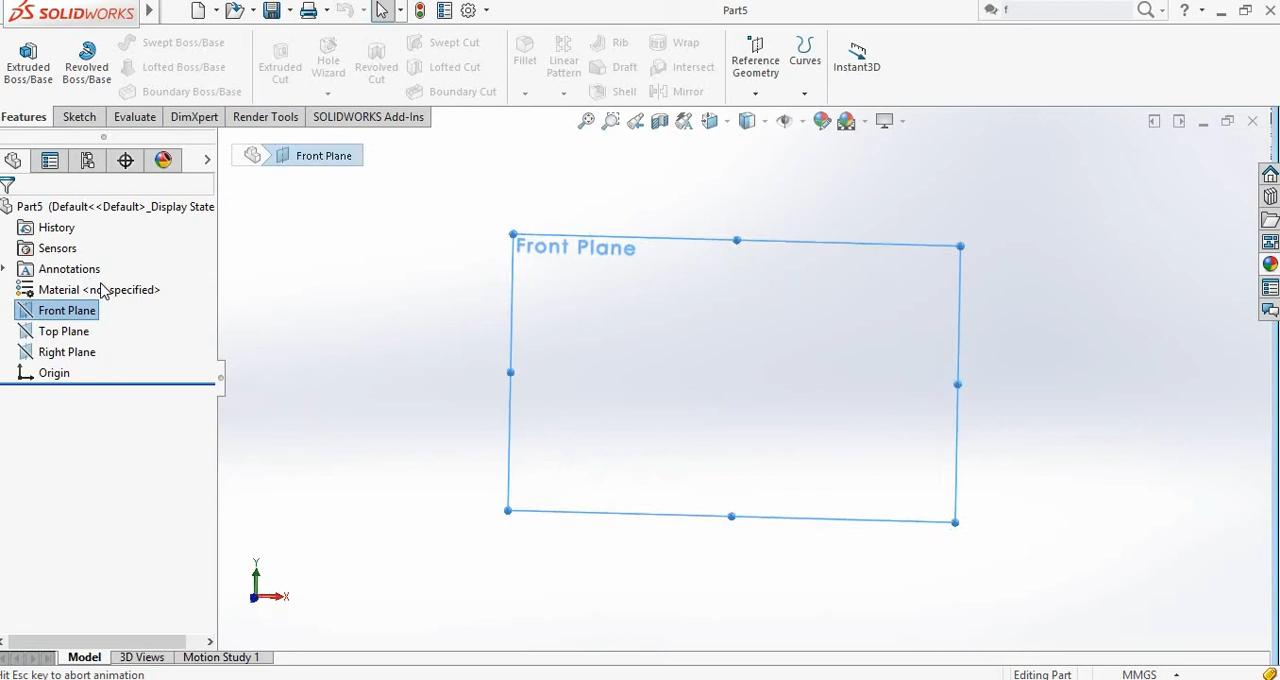 SOLIDWORKS
Part5
f
?
Extruded Boss/Base
Revolved Boss/Base
Swept Boss/Base
Lofted Boss/Base
Boundary Boss/Base
Extruded Cut
Hole Wizard
Revolved Cut
Swept Cut
Lofted Cut
Boundary Cut
Fillet
Linear Pattern
Rib
Draft
Shell
Wrap
Intersect
Mirror
Reference Geometry
Curves
Instant3D
Features
Sketch
Evaluate
DimXpert
Render Tools
SOLIDWORKS Add-Ins
Front Plane
Part5 (Default<<Default>_Display State
History
Sensors
Annotations
Material <no specified>
Front Plane
Top Plane
Right Plane
Origin
Front Plane
Y
X
Model
3D Views
Motion Study 1
Hit Esc key to abort animation
Editing Part
MMGS